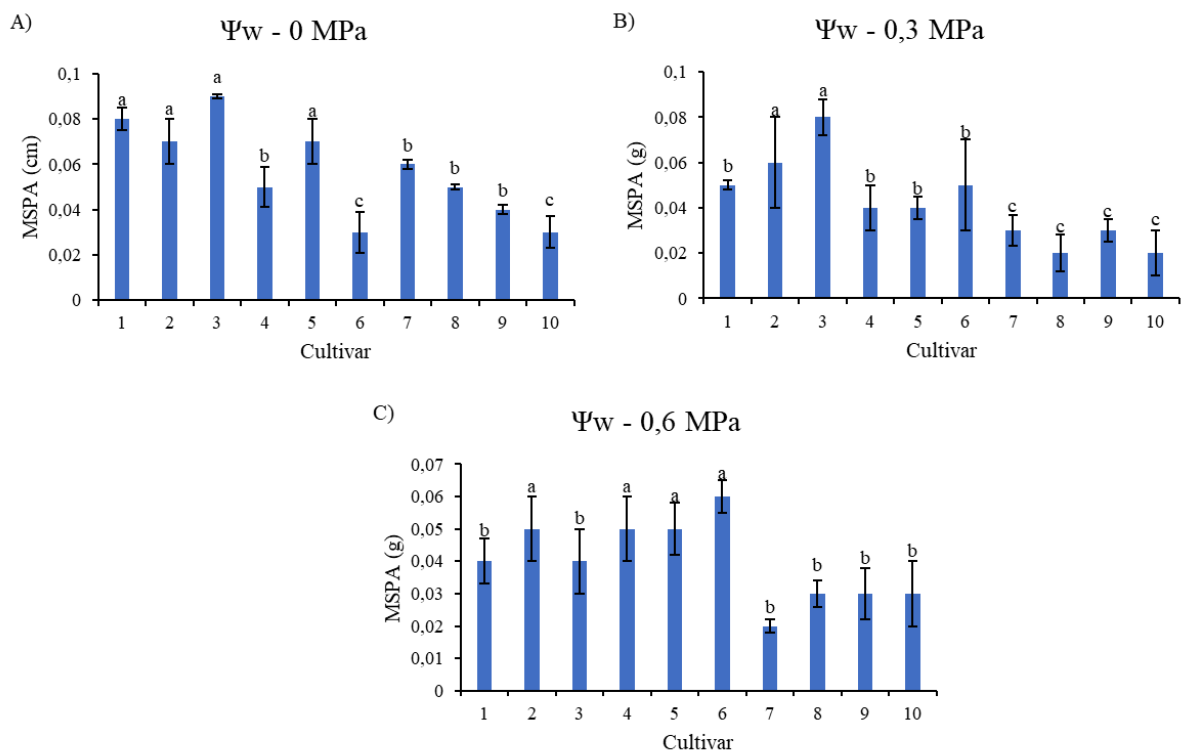 A)
Ψw - 0 MPa
0,1
0,08
0,06
0,04
0,02
0
MSPA (cm)
a a a b a c b b b c
1 2 3 4 5 6 7 8 9 10
Cultivar
B)
Ψw - 0,3 MPa
0,1
0,08
0,06
0,04
0,02
0
MSPA (g)
b a a b b b c c c c
1 2 3 4 5 6 7 8 9 10
Cultivar
C)
Ψw - 0,6 MPa
0,07
0,06
0,05
0,04
0,03
0,02
0,01
0
MSPA (g)
b a b a a a b b b b
1 2 3 4 5 6 7 8 9 10
Cultivar